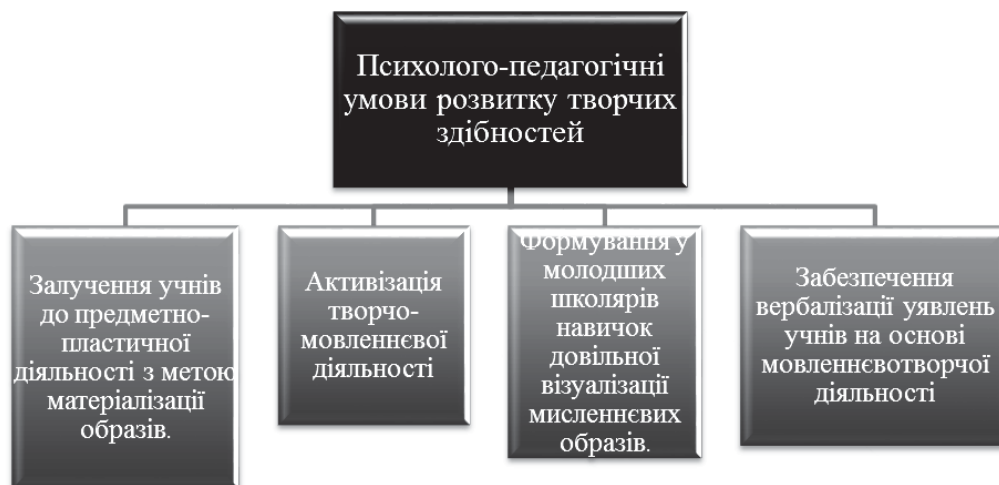 Психолого-педагогічні
умови розвитку творчих
здібностей
Залучення учнів
до предметно-
пластичної
діяльності з метою
матеріалізації
образів.
Активізація
творчо-
мовленнєвої
діяльності
Формування у
молодших
школярів
навичок
довільної
візуалізації
мисленнєвих
образів.
Забезпечення
вербалізації уявлень
учнів на основі
мовленнєвотворчої
діяльності